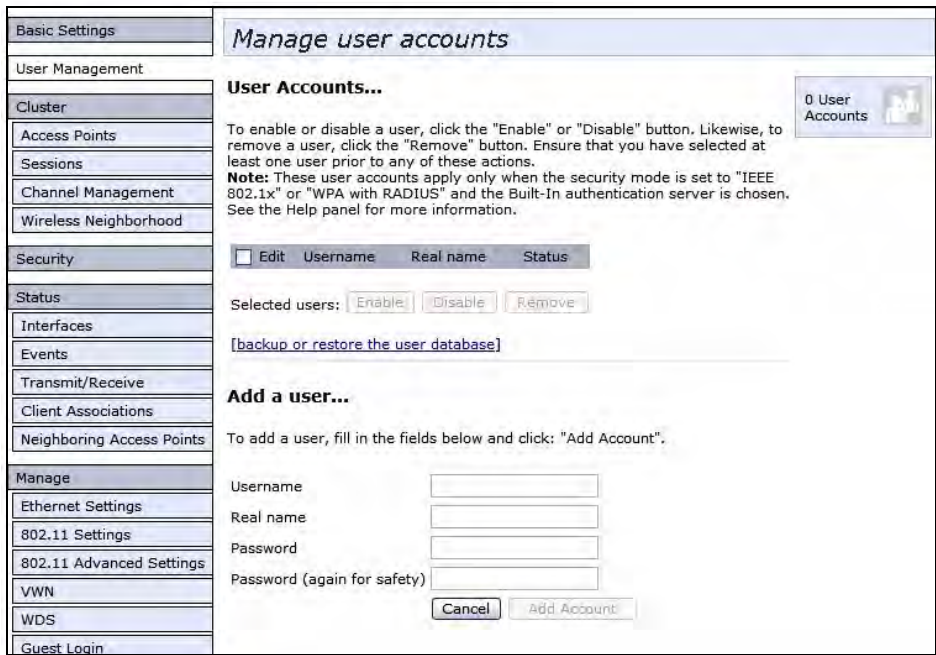 Basic Settings
User Management
Cluster
Access Points
Sessions
Channel Management
Wireless Neighborhood
Security
Status
Interfaces
Events
Transmit/Receive
Client Associations
Neighboring Access Points
Manage
Ethernet Settings
802.11 Settings
802.11 Advanced Settings
VWN
WDS
Guest Login
Manage user accounts
User Accounts...
0 User
Accounts
To enable or disable a user, click the "Enable" or "Disable" button. Likewise, to
remove a user, click the "Remove" button. Ensure that you have selected at
least one user prior to any of these actions.
Note: These user accounts apply only when the security mode is set to "IEEE
802.1x" or "WPA with RADIUS" and the Built-In authentication server is chosen.
See the Help panel for more information.
Edit Username Real name Status
Selected users: Enable Disable Remove
[backup or restore the user database]
Add a user...
To add a user, fill in the fields below and click: "Add Account".
Username
Real name
Password
Password (again for safety)
Cancel Add Account